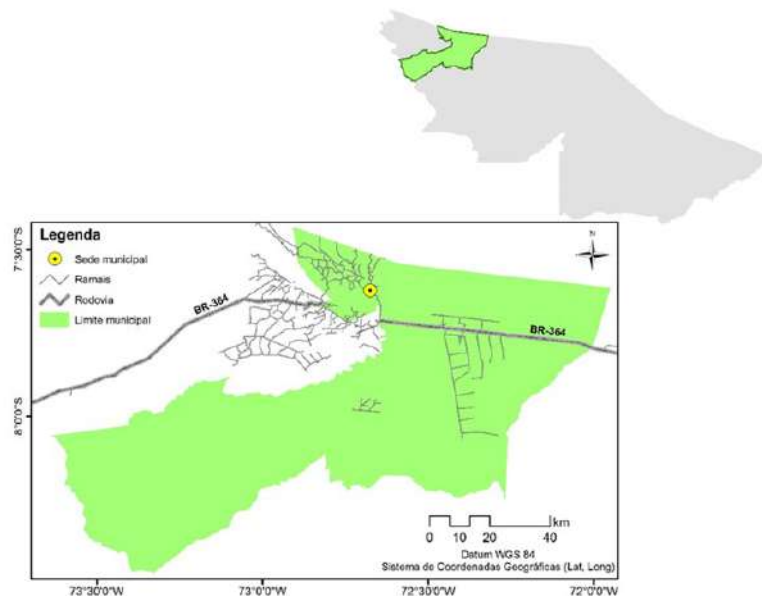 Legenda
Sede municipal
Ramais
Rodovia
Limite municipal
N
BR-364
BR-364
7°30'0"S
8°0'0"S
0 10 20 40 km
Datum WGS 84
Sistema de Coordenadas Geográficas (Lat, Long)
73°30'0"W 73°0'0"W 72°30'0"W 72°0'0"W